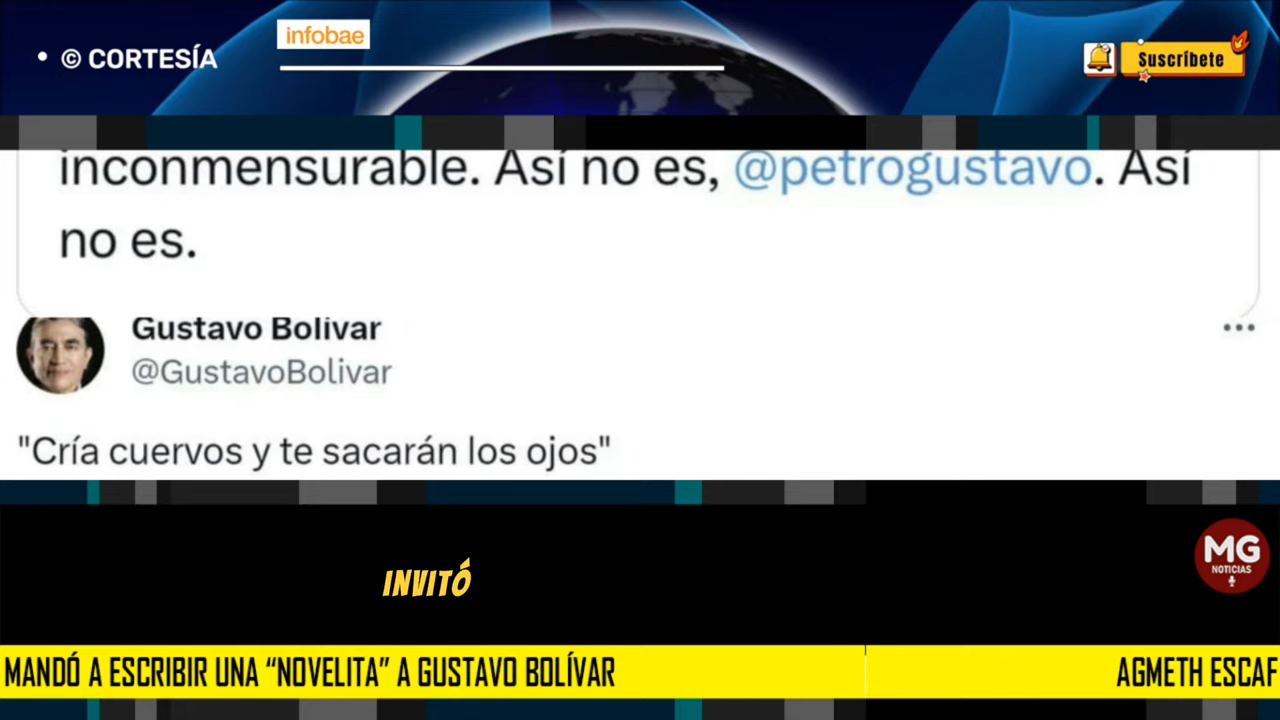 infobae
• © CORTESÍA
Suscríbete
inconmensurable. Así no es, @petrogustavo. Así
no es.
Gustavo Bolívar
@GustavoBolivar
"Cría cuervos y te sacarán los ojos"
INVITÓ
MG
NOTICIAS
MANDÓ A ESCRIBIR UNA “NOVELITA” A GUSTAVO BOLÍVAR
AGMETH ESCAF